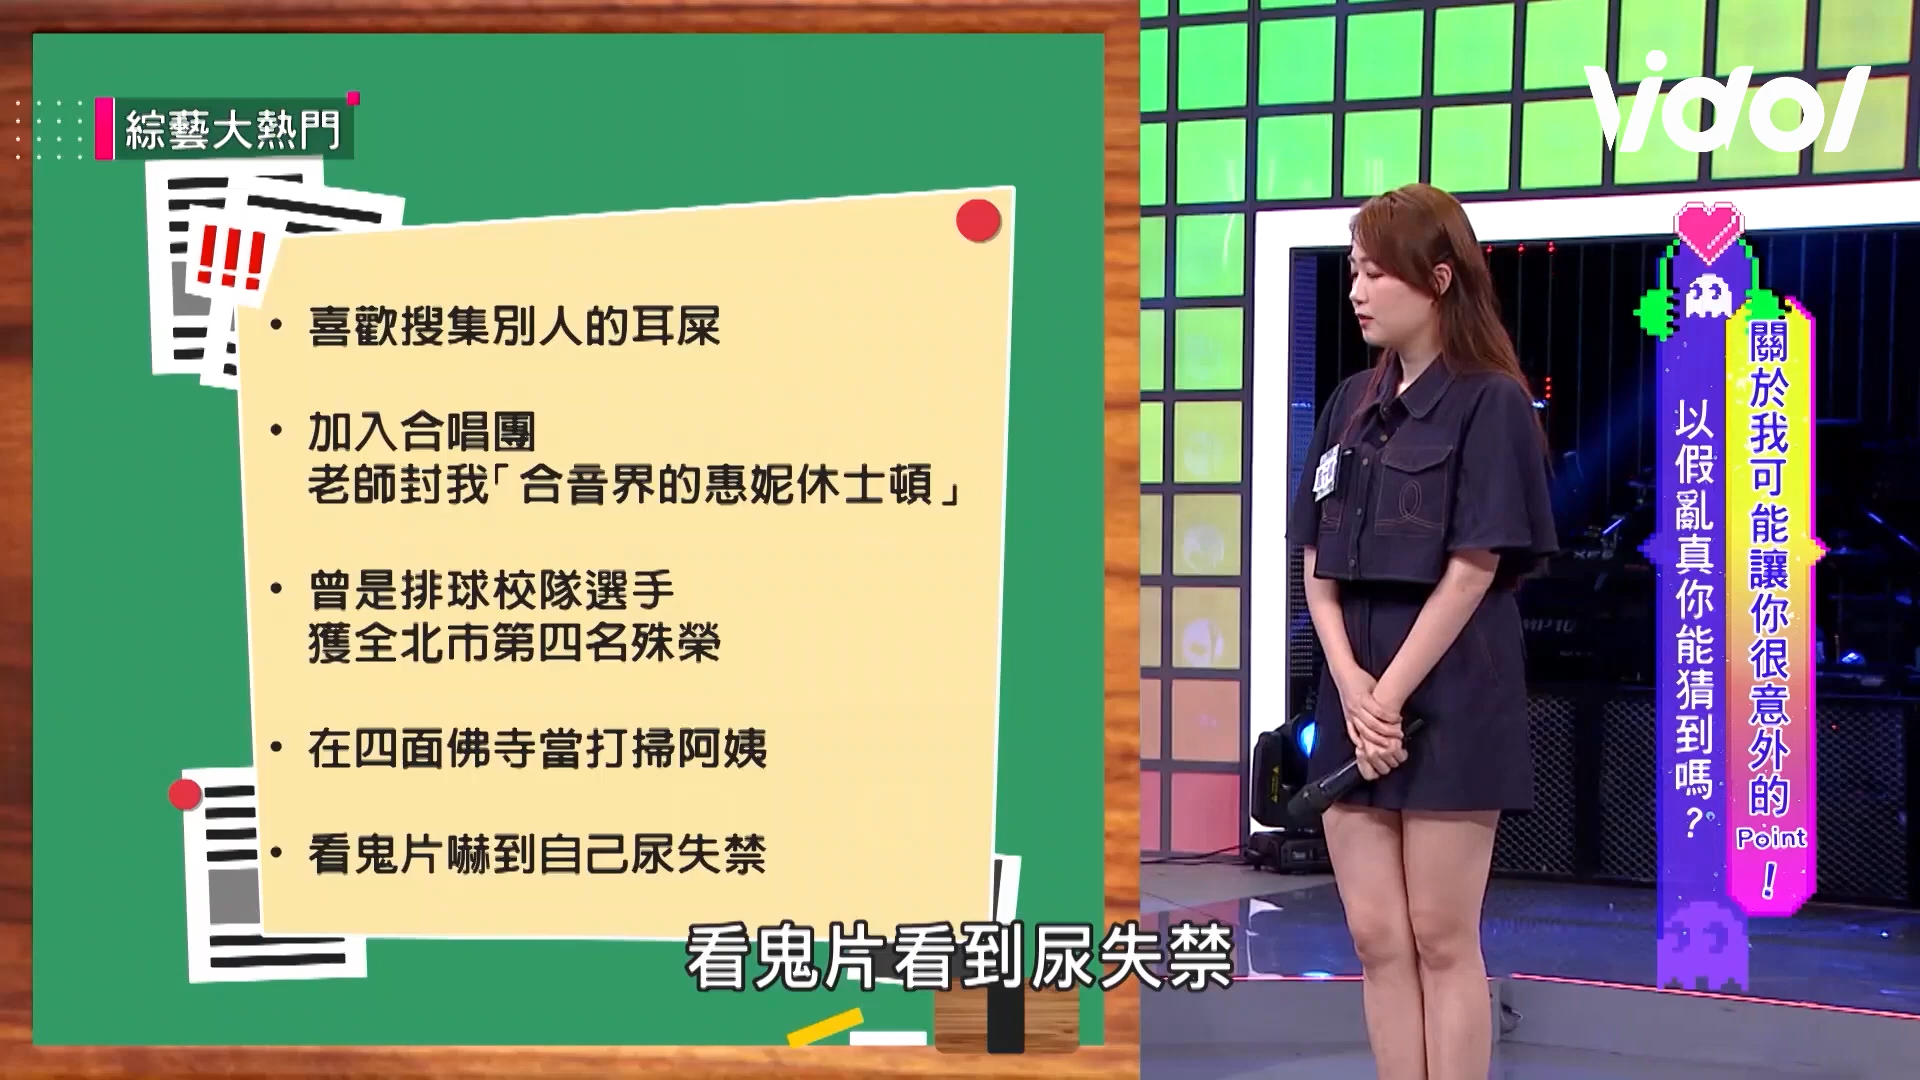 綜藝大熱門
!!!
• 喜歡搜集別人的耳屎
• 加入合唱團
老師封我「合音界的惠妮休士頓」
• 曾是排球校隊選手
獲全北市第四名殊榮
• 在四面佛寺當打掃阿姨
• 看鬼片嚇到自己尿失禁
看鬼片看到尿失禁
Vidol
關於我可能讓你很意外的Point!
以假亂真你能猜到嗎?